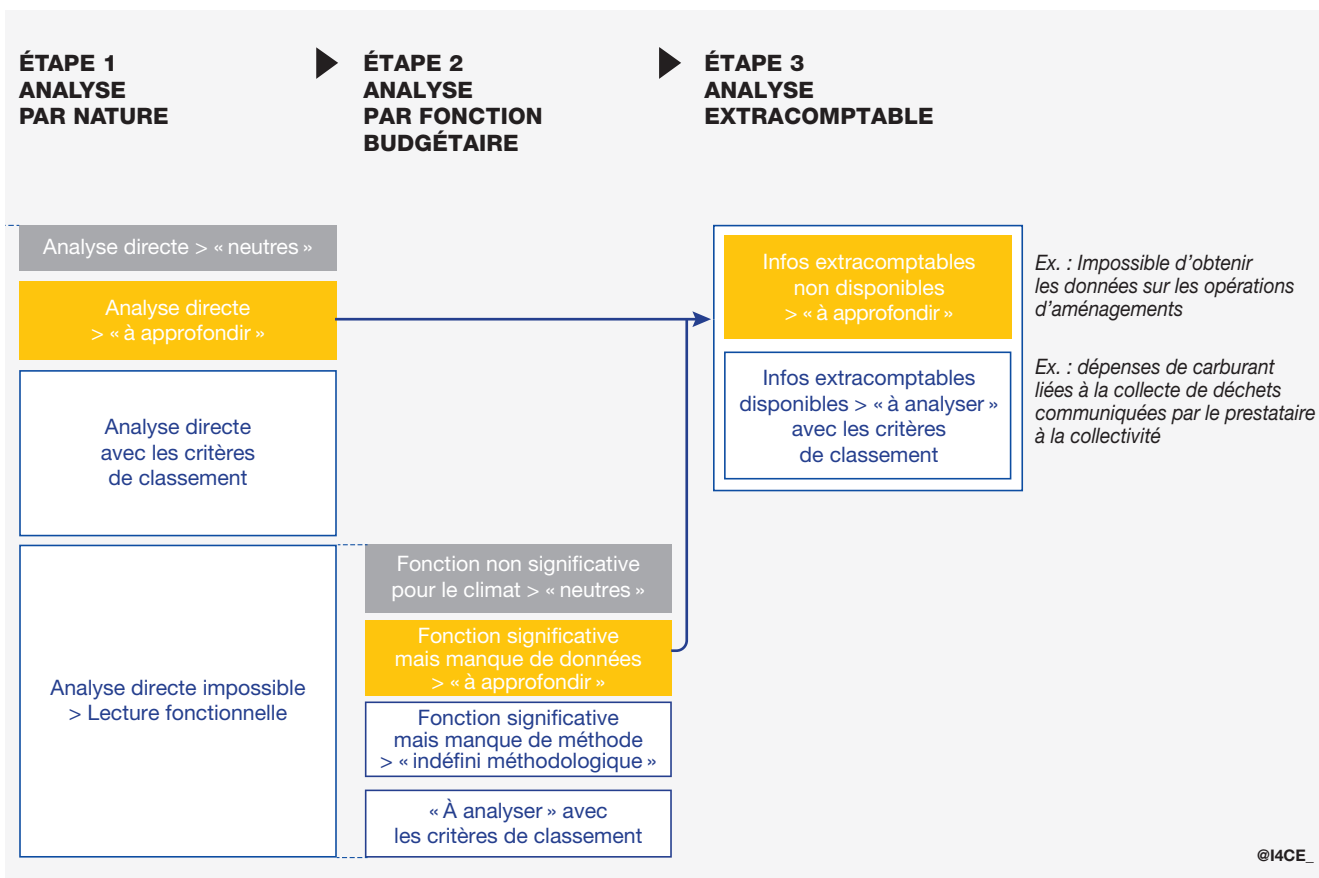 ÉTAPE 1
ANALYSE
PAR NATURE
ÉTAPE 2
ANALYSE
PAR FONCTION
BUDGÉTAIRE
ÉTAPE 3
ANALYSE
EXTRACOMPTABLE
Analyse directe > « neutres »
Analyse directe
> « à approfondir »
Analyse directe
avec les critères
de classement
Analyse directe impossible
> Lecture fonctionnelle
Fonction non significative
pour le climat > « neutres »
Fonction significative
mais manque de données
> « à approfondir »
Fonction significative
mais manque de méthode
> « indéfini méthodologique »
« À analyser » avec
les critères de classement
Infos extracomptables
non disponibles
> « à approfondir »
Infos extracomptables
disponibles > « à analyser »
avec les critères
de classement
Ex. : Impossible d’obtenir
les données sur les opérations
d’aménagements
Ex. : dépenses de carburant
liées à la collecte de déchets
communiquées par le prestataire
à la collectivité
@I4CE_